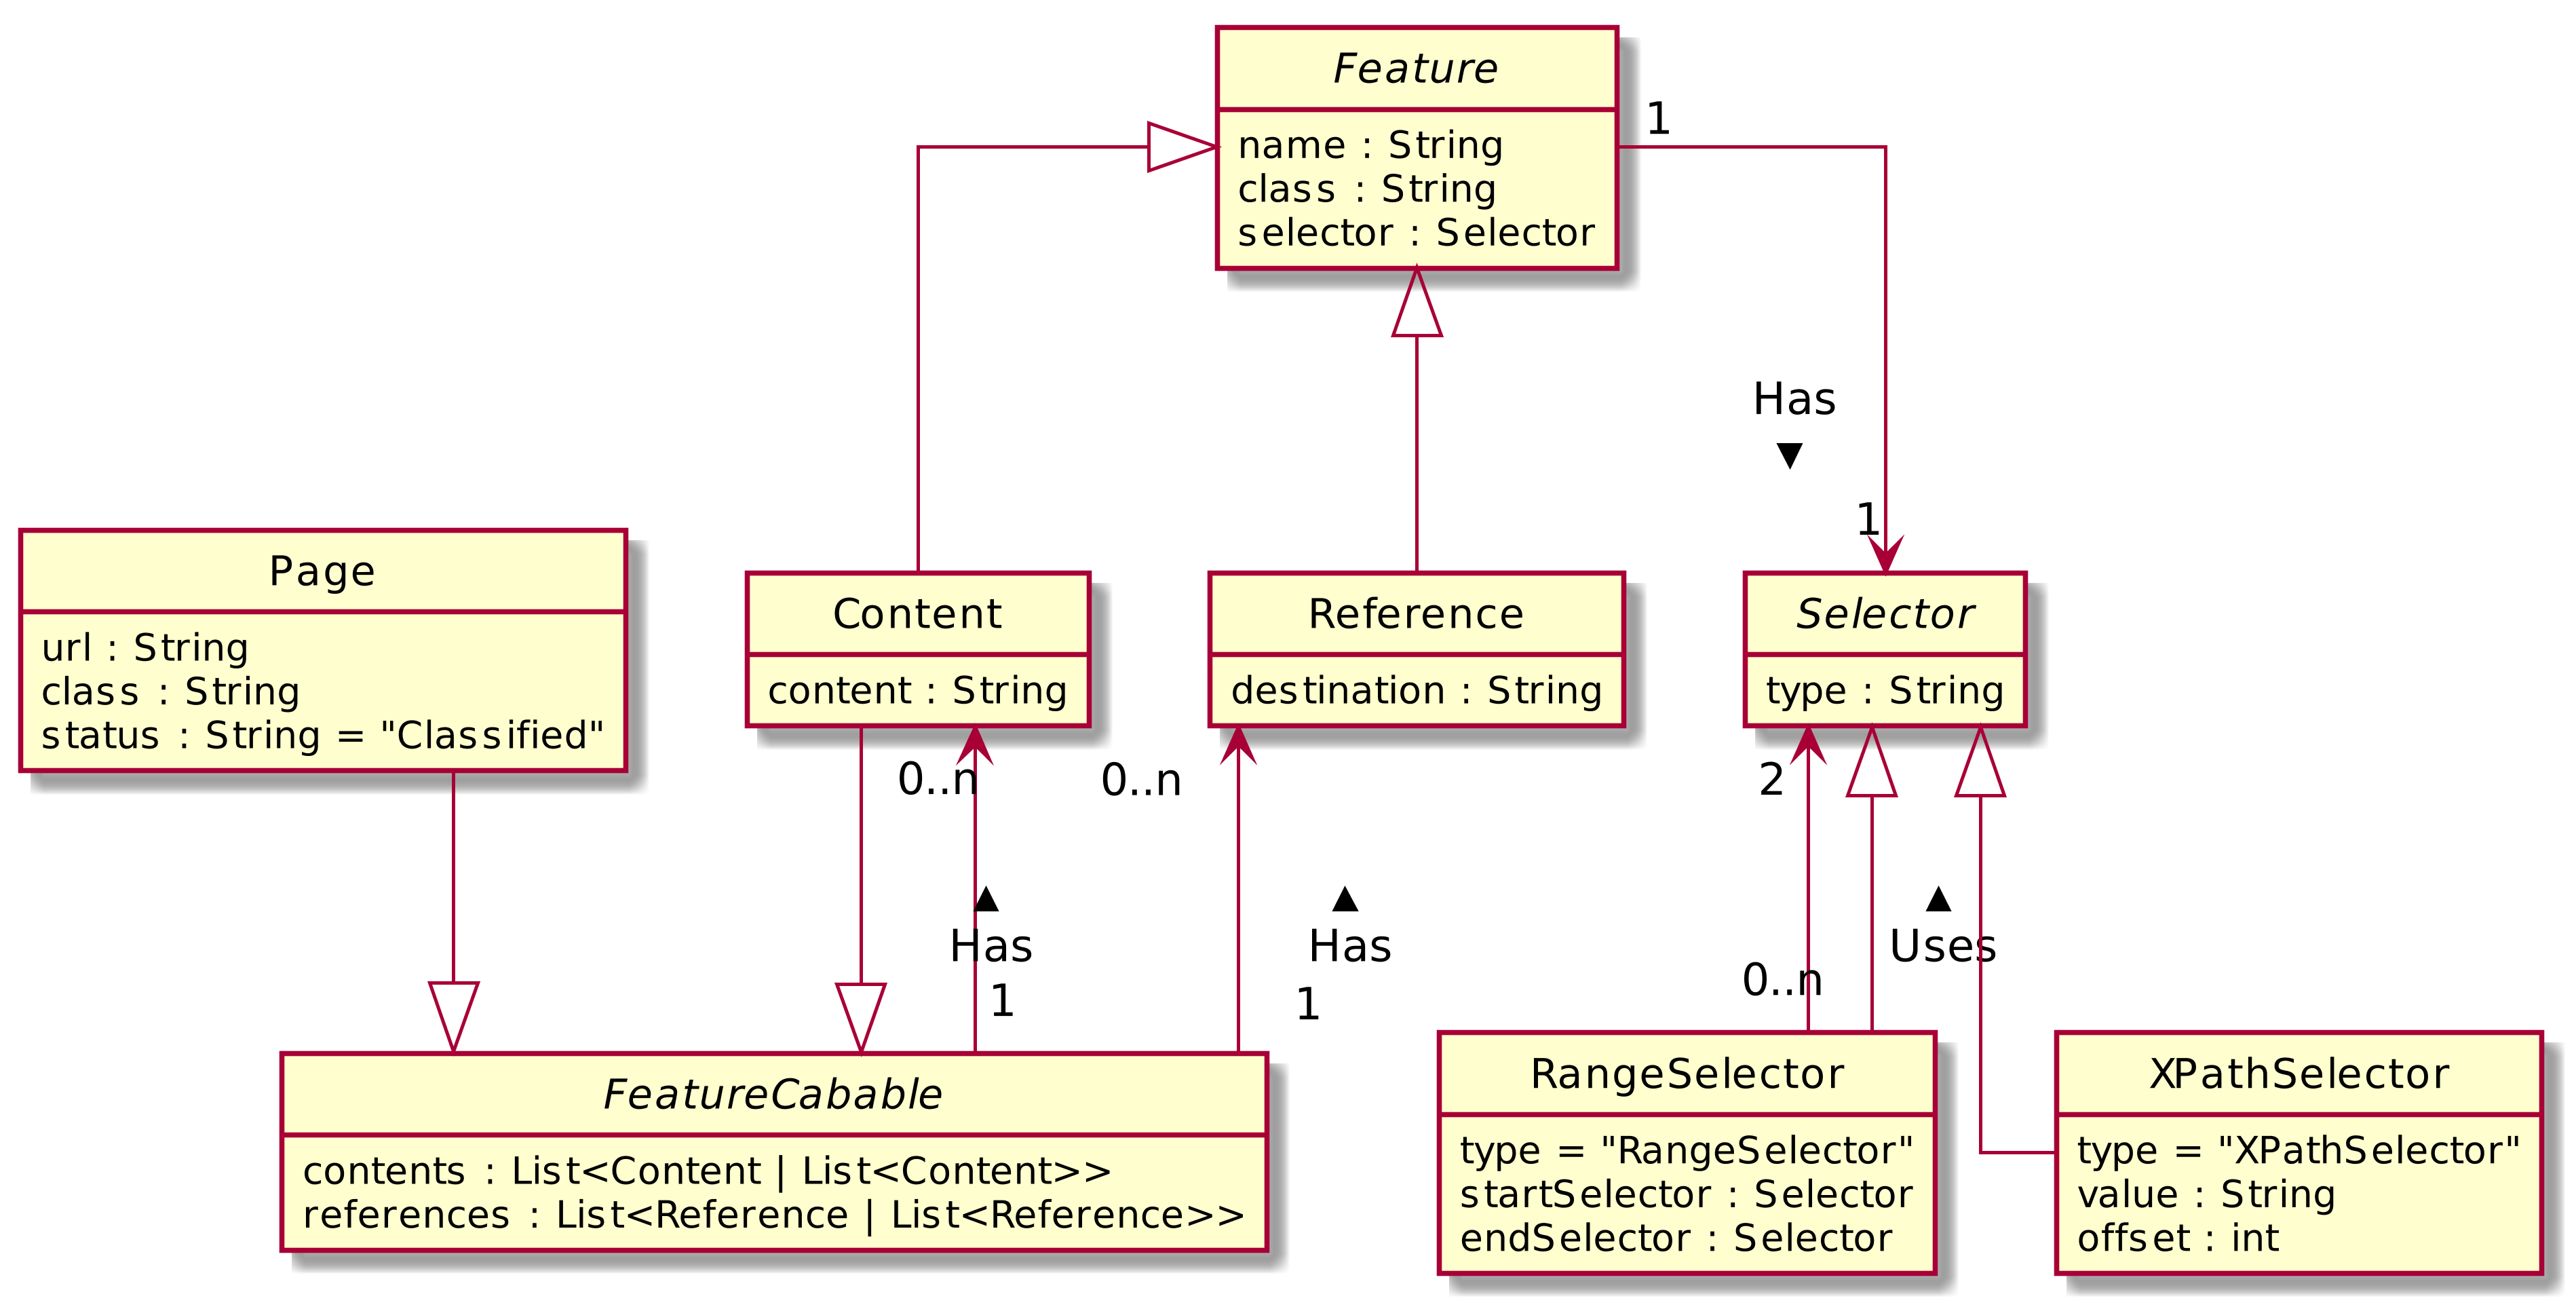 Feature
name : String
class : String
selector : Selector
1
Has
▼
1
Page
url : String
class : String
status : String = "Classified"
Content
content : String
Reference
destination : String
Selector
type : String
0..n
0..n
2
▲
Has
1
▲
Has
1
▲
Uses
0..n
FeatureCabable
contents : List<Content | List<Content>>
references : List<Reference | List<Reference>>
RangeSelector
type = "RangeSelector"
startSelector : Selector
endSelector : Selector
XPathSelector
type = "XPathSelector"
value : String
offset : int